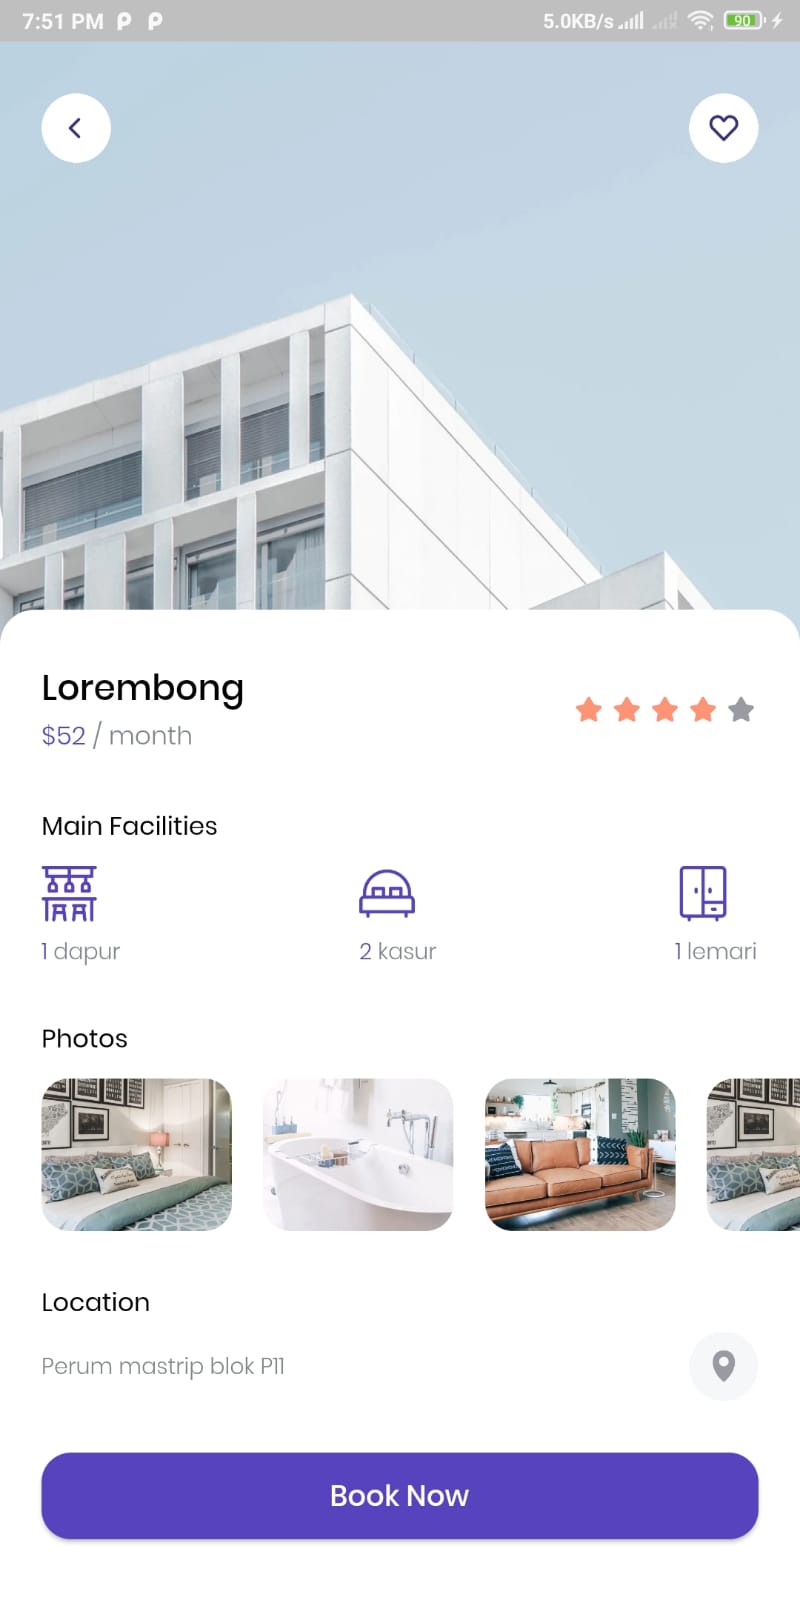 7:51 PM
5.0KB/s
90
Lorembong
$52 / month
Main Facilities
1 dapur
2 kasur
1 lemari
Photos
Location
Perum mastrip blok P11
Book Now